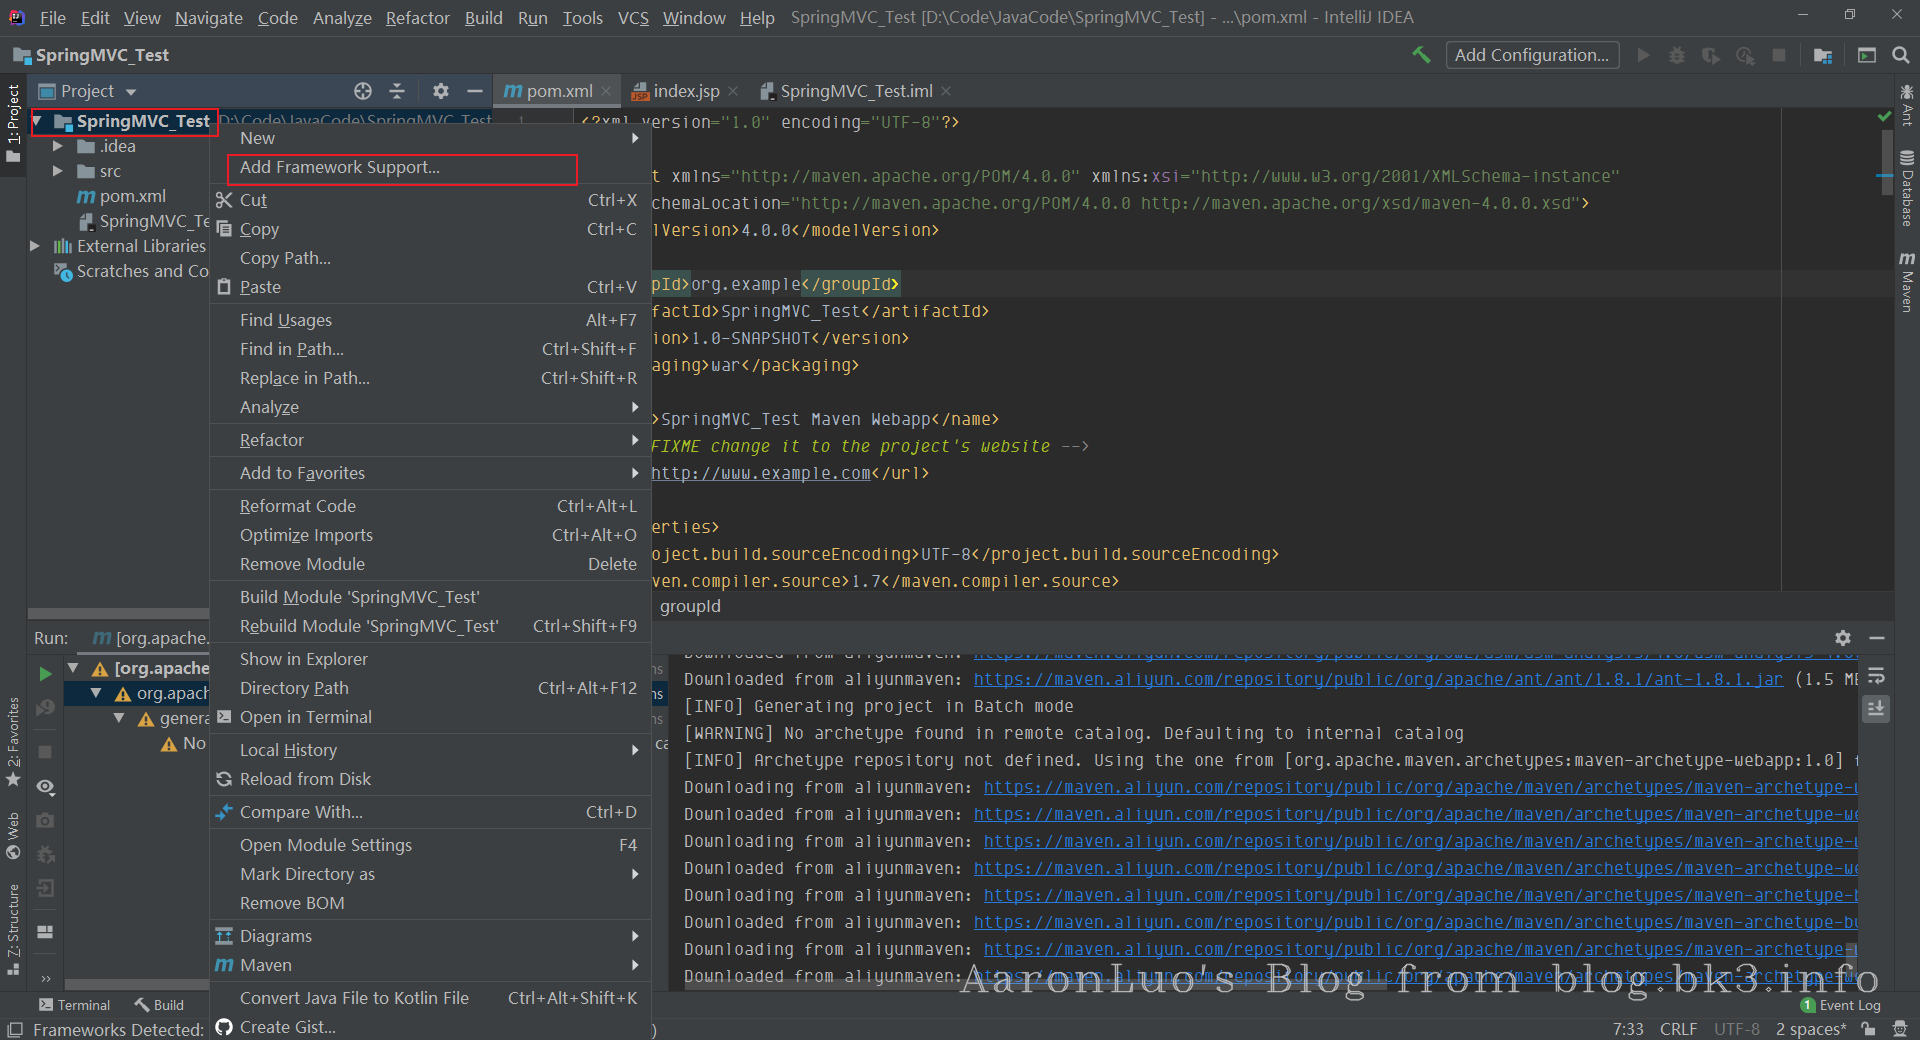 File Edit View Navigate Code Analyze Refactor Build Run Tools VCS Window Help SpringMVC_Test [D:\Code\JavaCode\SpringMVC_Test] - ...\pom.xml - IntelliJ IDEA
SpringMVC_Test
Add Configuration...
Project
pom.xml
index.jsp
SpringMVC_Test.iml
1: Project
SpringMVC_Test D:\Code\JavaCode\SpringMVC_Test
.idea
src
pom.xml
SpringMVC_Te
External Libraries
Scratches and Co
New
Add Framework Support...
Cut Ctrl+X
Copy Ctrl+C
Copy Path...
Paste Ctrl+V
Find Usages Alt+F7
Find in Path... Ctrl+Shift+F
Replace in Path... Ctrl+Shift+R
Analyze
Refactor
Add to Favorites
Reformat Code Ctrl+Alt+L
Optimize Imports Ctrl+Alt+O
Remove Module Delete
Build Module 'SpringMVC_Test'
Rebuild Module 'SpringMVC_Test' Ctrl+Shift+F9
Show in Explorer
Directory Path Ctrl+Alt+F12
Open in Terminal
Local History
Reload from Disk
Compare With... Ctrl+D
Open Module Settings F4
Mark Directory as
Remove BOM
Diagrams
Maven
Convert Java File to Kotlin File Ctrl+Alt+Shift+K
Create Gist...
1
<?xml version="1.0" encoding="UTF-8"?>
t xmlns="http://maven.apache.org/POM/4.0.0" xmlns:xsi="http://www.w3.org/2001/XMLSchema-instance"
chemaLocation="http://maven.apache.org/POM/4.0.0 http://maven.apache.org/xsd/maven-4.0.0.xsd">
lVersion>4.0.0</modelVersion>
pId>org.example</groupId>
factId>SpringMVC_Test</artifactId>
ion>1.0-SNAPSHOT</version>
aging>war</packaging>
>SpringMVC_Test Maven Webapp</name>
FIXME change it to the project's website -->
http://www.example.com</url>
erties>
oject.build.sourceEncoding>UTF-8</project.build.sourceEncoding>
ven.compiler.source>1.7</maven.compiler.source>
groupId
Ant
Database
Maven
Run: [org.apache.
[org.apache
org.apach
genera
No
ns
ns
ns
ca
Downloaded from aliyunmaven:
Downloaded from aliyunmaven: https://maven.aliyun.com/repository/public/org/apache/ant/ant/1.8.1/ant-1.8.1.jar (1.5 ME
[INFO] Generating project in Batch mode
[WARNING] No archetype found in remote catalog. Defaulting to internal catalog
[INFO] Archetype repository not defined. Using the one from [org.apache.maven.archetypes:maven-archetype-webapp:1.0] f
Downloading from aliyunmaven: https://maven.aliyun.com/repository/public/org/apache/maven/archetypes/maven-archetype-w
Downloaded from aliyunmaven: https://maven.aliyun.com/repository/public/org/apache/maven/archetypes/maven-archetype-we
Downloading from aliyunmaven: https://maven.aliyun.com/repository/public/org/apache/maven/archetypes/maven-archetype-w
Downloaded from aliyunmaven: https://maven.aliyun.com/repository/public/org/apache/maven/archetypes/maven-archetype-we
Downloading from aliyunmaven: https://maven.aliyun.com/repository/public/org/apache/maven/archetypes/maven-archetype-b
Downloaded from aliyunmaven: https://maven.aliyun.com/repository/public/org/apache/maven/archetypes/maven-archetype-bu
Downloading from aliyunmaven: https://maven.aliyun.com/repository/public/org/apache/maven/archetypes/maven-archetype-
Downloaded from aliyunmaven:
AaronLuo's Blog from blog.bk3.info
2: Favorites
Web
Z: Structure
Terminal
Build
1 Event Log
Frameworks Detected: )
7:33 CRLF UTF-8 2 spaces*